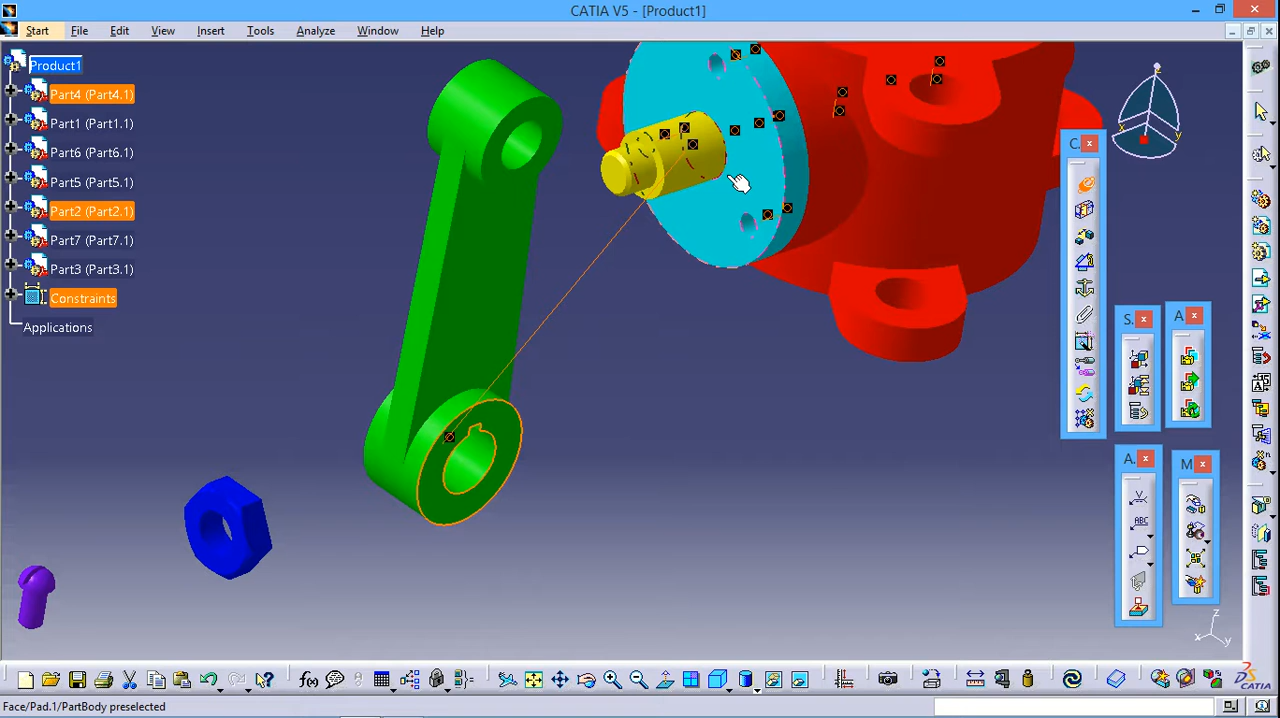 CATIA V5 - [Product1]
Start File Edit View Insert Tools Analyze Window Help
Product1
Part4 (Part4.1)
Part1 (Part1.1)
Part6 (Part6.1)
Part5 (Part5.1)
Part2 (Part2.1)
Part7 (Part7.1)
Part3 (Part3.1)
Constraints
Applications
C.
S.
A
A.
M
ABC
z
x
y
f(x)
CATIA
Face/Pad.1/PartBody preselected